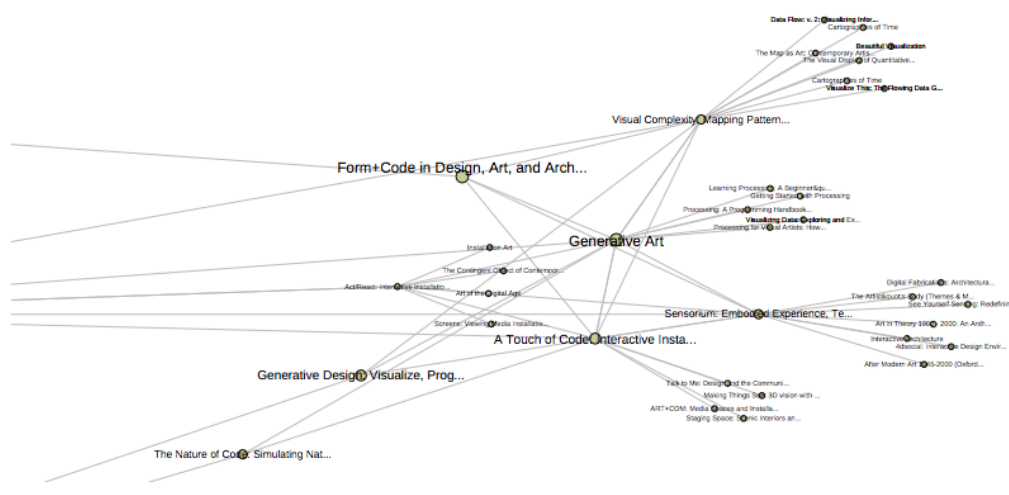 Data Flow: v. 2: Visualizing Infor...
Cartographies of Time
Beautiful Visualization
The Map as Art: Contemporary Artis...
The Visual Display of Quantitative...
Cartographies of Time
Visualize This: The Flowing Data G...
Visual Complexity: Mapping Pattern...
Form+Code in Design, Art, and Arch...
Learning Processing: A Beginner&qu...
Getting Started with Processing
Processing: A Programming Handbook...
Visualizing Data: Exploring and Ex...
Processing for Visual Artists: How...
Generative Art
Installation Art
The Contingent Object of Contempor...
Act/React: Interactive Installatio...
Art of the Digital Age
Digital Fabrications: Architectura...
The Artist&quots Body (Themes & M...
See Yourself Sensing: Redefinin
Sensorium: Embodied Experience, Te...
Screens: Viewing Media Installatio...
Art in Theory 1900 - 2000: An Anth...
Interactive Architecture
Adsocial: Interactive Design Envir...
A Touch of Code: Interactive Insta...
After Modern Art 1945-2000 (Oxford...
Generative Design: Visualize, Prog...
Talk to Me: Design and the Communi...
Making Things See: 3D vision with ...
ART+COM: Media Spaces and Installa...
Staging Space: Scenic Interiors an...
The Nature of Code: Simulating Nat...